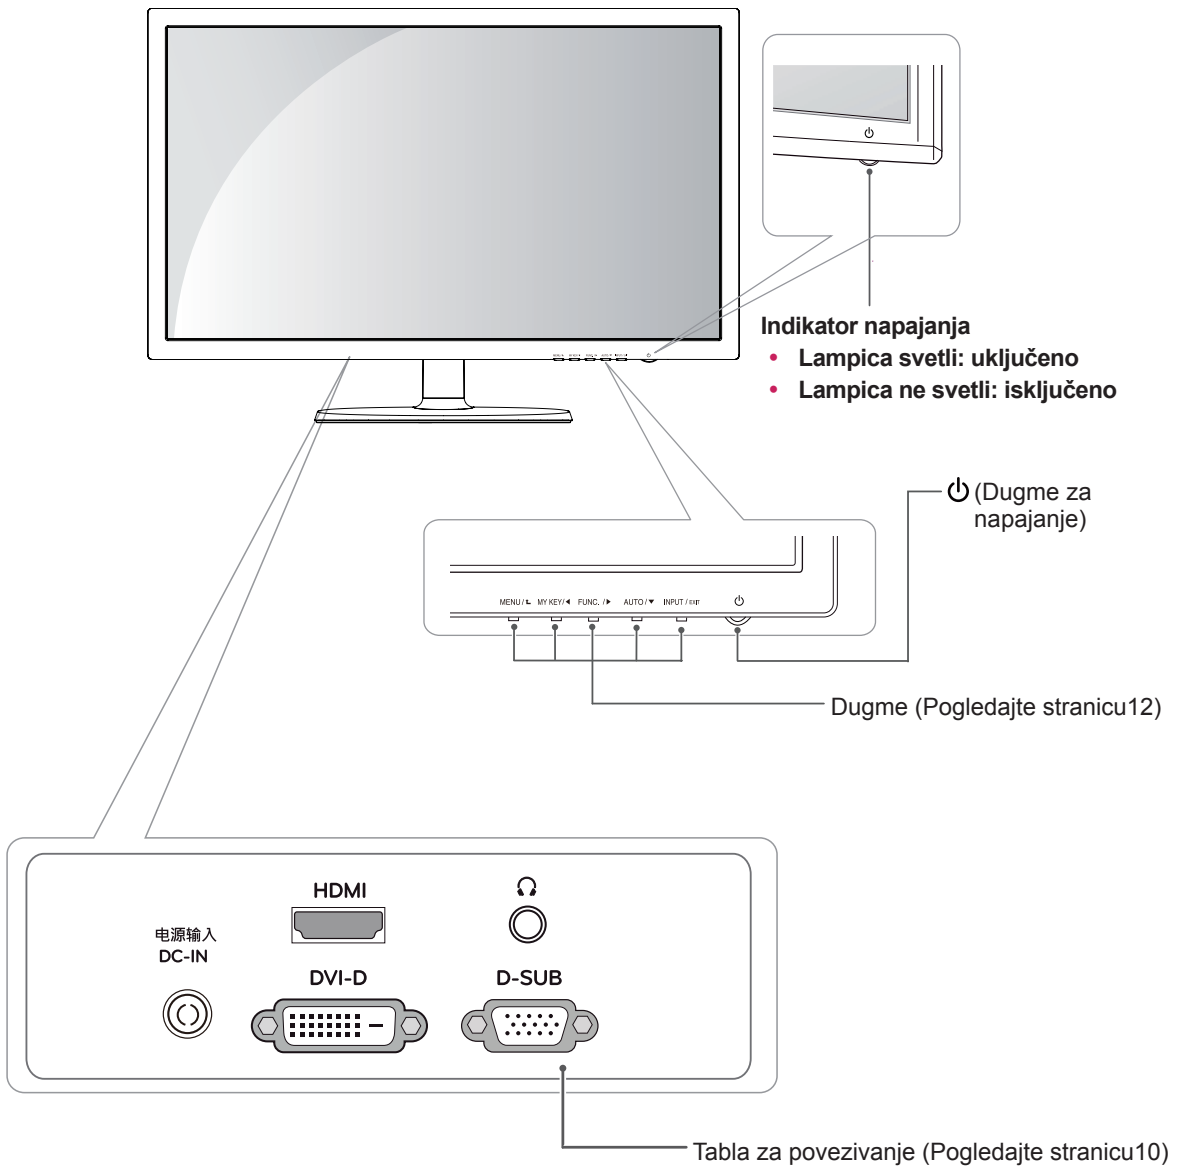 Indikator napajanja
• Lampica svetli: uključeno
• Lampica ne svetli: isključeno
(Dugme za
napajanje)
MENU / MY KEY/◀ FUNC. /▶ AUTO /▼ INPUT / EXIT
Dugme (Pogledajte stranicu12)
HDMI
电源输入
DC-IN
DVI-D
D-SUB
Tabla za povezivanje (Pogledajte stranicu10)